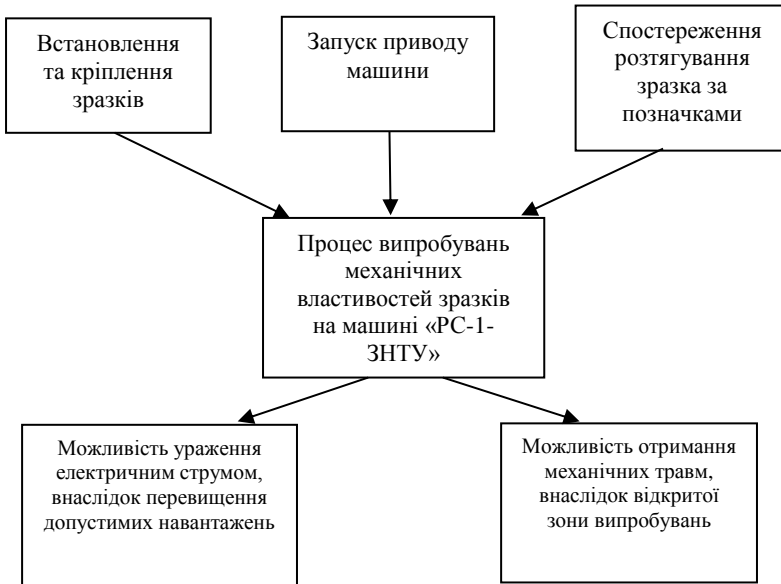 Встановлення
та кріплення
зразків
Запуск приводу
машини
Спостереження
розтягування
зразка за
позначками
Процес випробувань
механічних
властивостей зразків
на машині «РС-1-
ЗНТУ»
Можливість ураження
електричним струмом,
внаслідок перевищення
допустимих навантажень
Можливість отримання
механічних травм,
внаслідок відкритої
зони випробувань